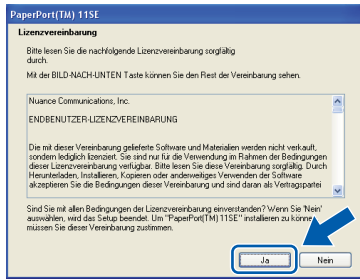 PaperPort(TM) 11SE
Lizenzvereinbarung
Bitte lesen Sie die nachfolgende Lizenzvereinbarung sorgfältig
durch.
Mit der BILD-NACH-UNTEN Taste können Sie den Rest der Vereinbarung sehen.
Nuance Communications, Inc.
ENDBENUTZER-LIZENZVEREINBARUNG
Die mit dieser Vereinbarung gelieferte Software und Materialien werden nicht verkauft,
sondern lediglich lizenziert. Sie sind nur für die Verwendung im Rahmen der Bedingungen
dieser Lizenzvereinbarung verfügbar. Bitte lesen Sie diese Vereinbarung sorgfältig. Durch
Herunterladen, Installieren, Kopieren oder anderweitiges Verwenden der Software
akzeptieren Sie die Bedingungen dieser Vereinbarung und sind daran als Vertragspartei
Sind Sie mit allen Bedingungen der Lizenzvereinbarung einverstanden? Wenn Sie 'Nein'
auswählen, wird das Setup beendet. Um "PaperPort(TM) 11SE" installieren zu können,
müssen Sie dieser Vereinbarung zustimmen.
Ja
Nein